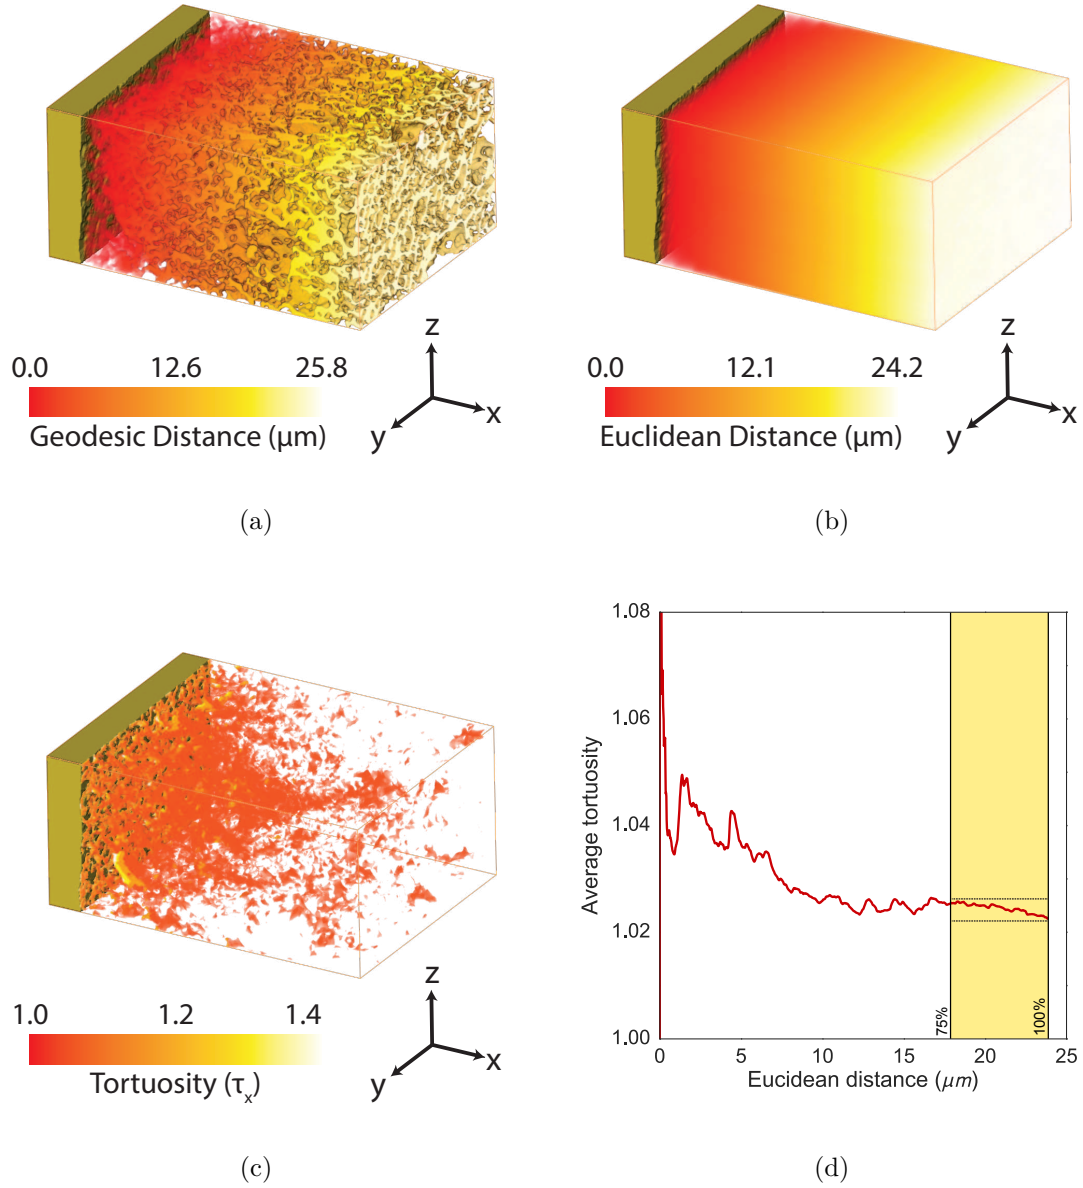 z
x
y
0.0 12.6 25.8
Geodesic Distance (µm)
(a)
z
x
y
0.0 12.1 24.2
Euclidean Distance (µm)
(b)
z
x
y
1.0 1.2 1.4
Tortuosity (τx)
(c)
1.08
1.06
1.04
1.02
1.00
Average tortuosity
75%
100%
0 5 10 15 20 25
Eucidean distance (µm)
(d)